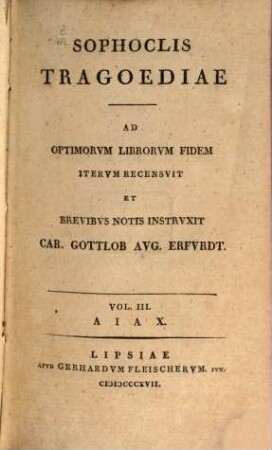 SOPHOCLIS
TRAGOEDIAE
AD
OPTIMORVM LIBRORVM FIDEM
ITERVM RECENSVIT
ET
BREVIBVS NOTIS INSTRVXIT
CAR. GOTTLOB AVG. ERFVRDT.
VOL. III.
AIAX.
LIPSIAE
APVD GERHARDVM FLEISCHERVM. IVN.
CIƆIƆCCCXVII.